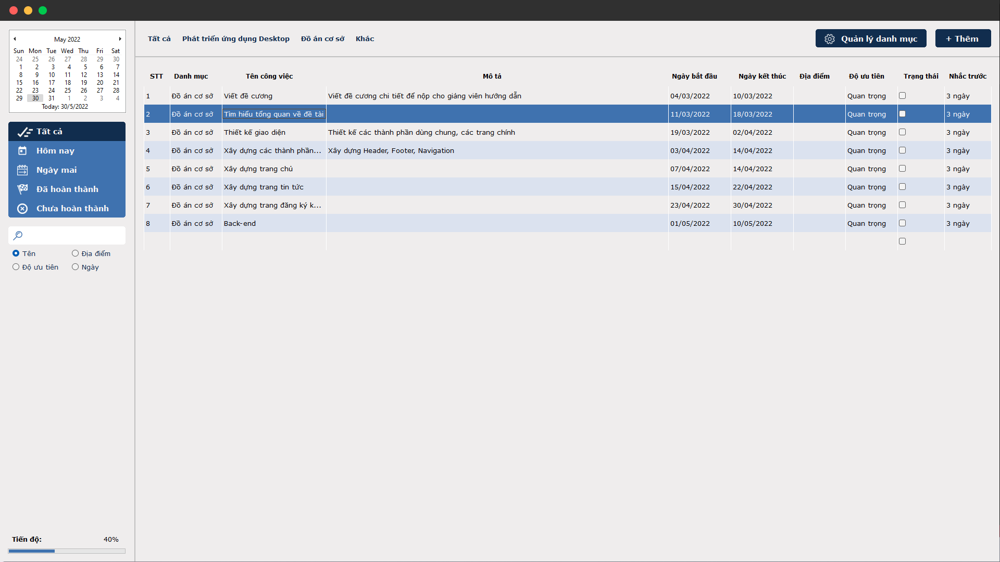 May 2022
Sun Mon Tue Wed Thu Fri Sat
24 25 26 27 28 29 30
1 2 3 4 5 6 7
8 9 10 11 12 13 14
15 16 17 18 19 20 21
22 23 24 25 26 27 28
29 30 31 1 2 3 4
Today: 30/5/2022
Tất cả
Hôm nay
Ngày mai
Đã hoàn thành
Chưa hoàn thành
Tên Địa điểm
Độ ưu tiên Ngày
Tiến độ: 40%
Tất cả Phát triển ứng dụng Desktop Đồ án cơ sở Khác Quản lý danh mục + Thêm
STT Danh mục Tên công việc Mô tả Ngày bắt đầu Ngày kết thúc Địa điểm Độ ưu tiên Trạng thái Nhắc trước
1 Đồ án cơ sở Viết đề cương Viết đề cương chi tiết để nộp cho giảng viên hướng dẫn 04/03/2022 10/03/2022 Quan trọng 3 ngày
2 Đồ án cơ sở Tìm hiểu tổng quan về đề tài 11/03/2022 18/03/2022 Quan trọng 3 ngày
3 Đồ án cơ sở Thiết kế giao diện Thiết kế các thành phần dùng chung, các trang chính 19/03/2022 02/04/2022 Quan trọng 3 ngày
4 Đồ án cơ sở Xây dựng các thành phần... Xây dựng Header, Footer, Navigation 03/04/2022 14/04/2022 Quan trọng 3 ngày
5 Đồ án cơ sở Xây dựng trang chủ 07/04/2022 14/04/2022 Quan trọng 3 ngày
6 Đồ án cơ sở Xây dựng trang tin tức 15/04/2022 22/04/2022 Quan trọng 3 ngày
7 Đồ án cơ sở Xây dựng trang đăng ký k... 23/04/2022 30/04/2022 Quan trọng 3 ngày
8 Đồ án cơ sở Back-end 01/05/2022 10/05/2022 Quan trọng 3 ngày